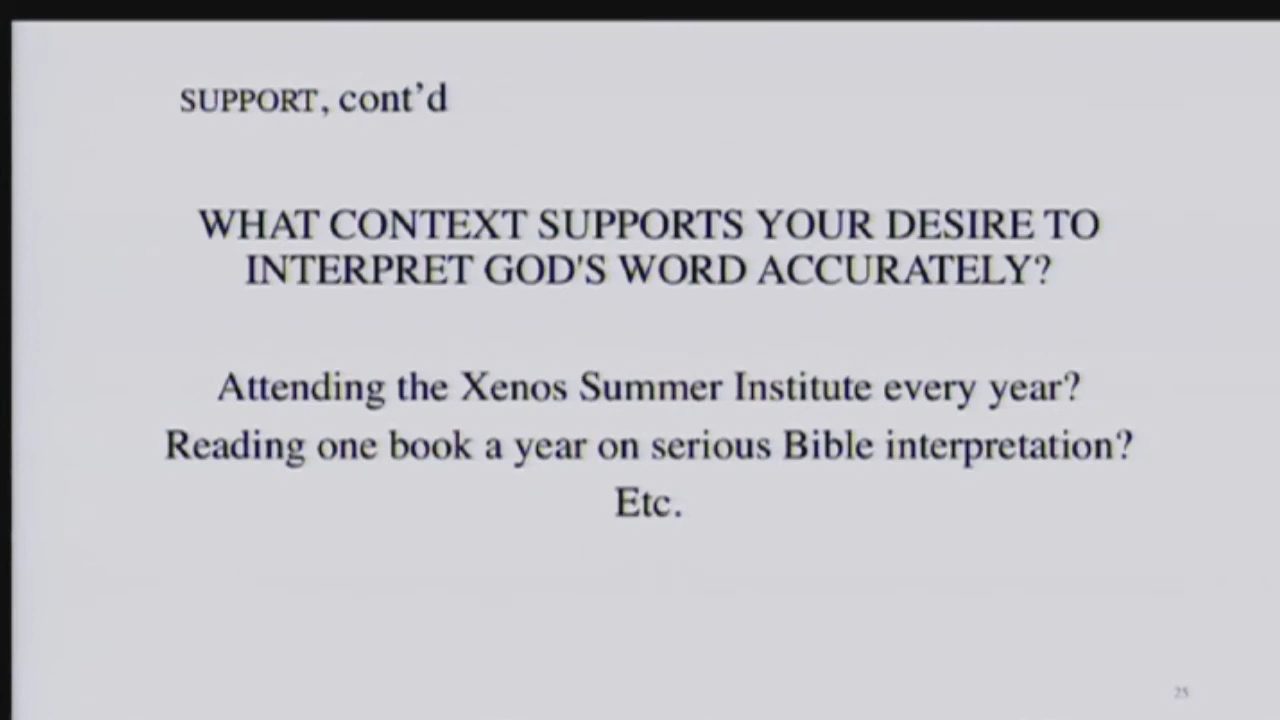 SUPPORT, cont’d
WHAT CONTEXT SUPPORTS YOUR DESIRE TO
INTERPRET GOD'S WORD ACCURATELY?
Attending the Xenos Summer Institute every year?
Reading one book a year on serious Bible interpretation?
Etc.
25